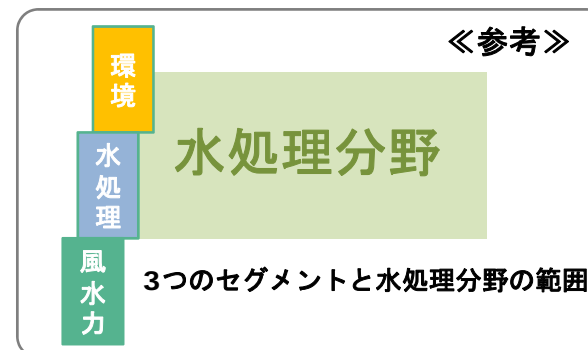 ≪参考≫
環境
水処理
水処理分野
風水力
3つのセグメントと水処理分野の範囲